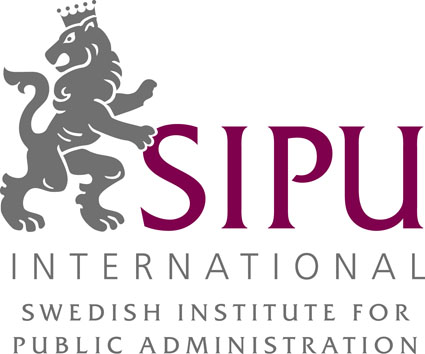 SIPU
INTERNATIONAL
SWEDISH INSTITUTE FOR
PUBLIC ADMINISTRATION